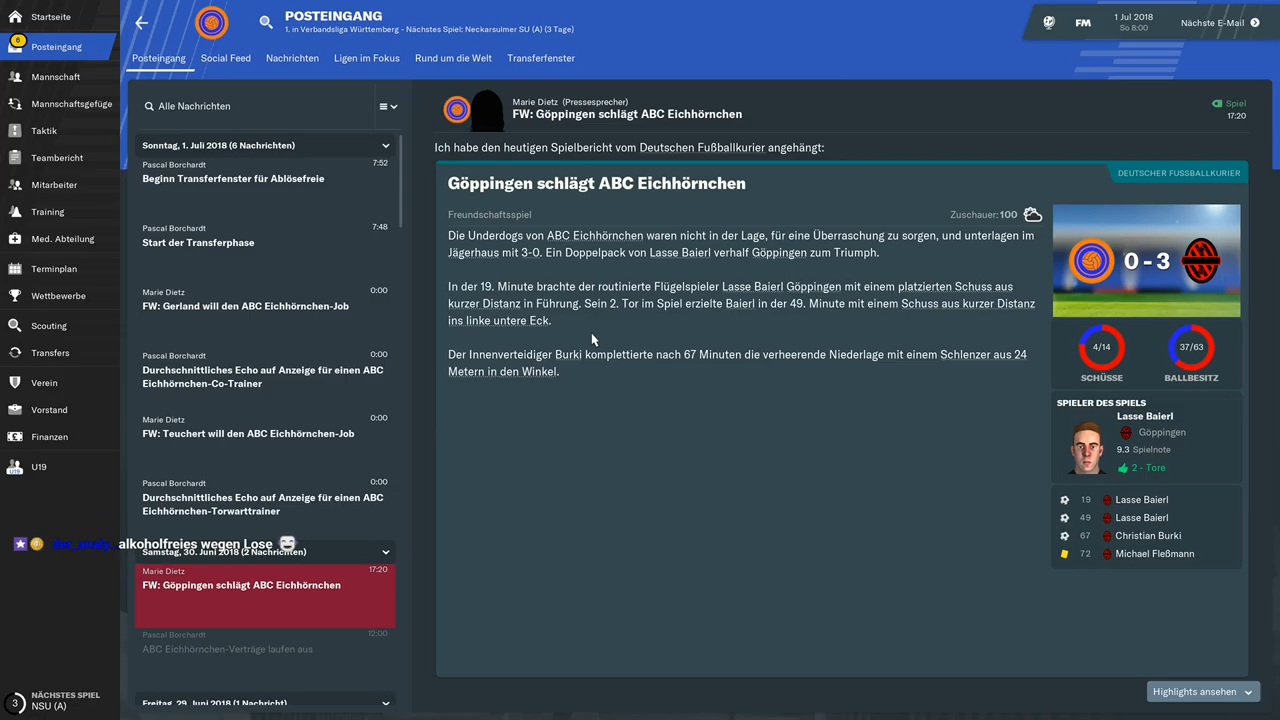 Startseite
6
Posteingang
Mannschaft
Mannschaftsgefüge
Taktik
Teambericht
Mitarbeiter
Training
Med. Abteilung
Terminplan
Wettbewerbe
Scouting
Transfers
Verein
Vorstand
Finanzen
U19
U19
3
NÄCHSTES SPIEL
NSU (A)
POSTEINGANG
1. in Verbandsliga Württemberg - Nächstes Spiel: Neckarsulmer SU (A) (3 Tage)
FM
1 Jul 2018
So 8:00
Nächste E-Mail
Posteingang
Social Feed
Nachrichten
Ligen im Fokus
Rund um die Welt
Transferfenster
Alle Nachrichten
Sonntag, 1. Juli 2018 (6 Nachrichten)
Pascal Borchardt
7:52
Beginn Transferfenster für Ablösefreie
Pascal Borchardt
7:48
Start der Transferphase
Marie Dietz
0:00
FW: Gerland will den ABC Eichhörnchen-Job
Pascal Borchardt
0:00
Durchschnittliches Echo auf Anzeige für einen ABC
Eichhörnchen-Co-Trainer
Marie Dietz
0:00
FW: Teuchert will den ABC Eichhörnchen-Job
Pascal Borchardt
0:00
Durchschnittliches Echo auf Anzeige für einen ABC
Eichhörnchen-Torwarttrainer
alkoholfreies wegen Lose
Samstag, 30. Juni 2018 (2 Nachrichten)
Marie Dietz
17:20
FW: Göppingen schlägt ABC Eichhörnchen
Pascal Borchardt
12:00
ABC Eichhörnchen-Verträge laufen aus
Freitag, 29. Juni 2018 (1 Nachricht)
Marie Dietz (Pressesprecher)
FW: Göppingen schlägt ABC Eichhörnchen
Spiel
17:20
Ich habe den heutigen Spielbericht vom Deutschen Fußballkurier angehängt:
DEUTSCHER FUSSBALLKURIER
Göppingen schlägt ABC Eichhörnchen
Freundschaftsspiel
Zuschauer: 100
Die Underdogs von ABC Eichhörnchen waren nicht in der Lage, für eine Überraschung zu sorgen, und unterlagen im
Jägerhaus mit 3-0. Ein Doppelpack von Lasse Baierl verhalf Göppingen zum Triumph.
In der 19. Minute brachte der routinierte Flügelspieler Lasse Baierl Göppingen mit einem platzierten Schuss aus
kurzer Distanz in Führung. Sein 2. Tor im Spiel erzielte Baierl in der 49. Minute mit einem Schuss aus kurzer Distanz
ins linke untere Eck.
Der Innenverteidiger Burki komplettierte nach 67 Minuten die verheerende Niederlage mit einem Schlenzer aus 24
Metern in den Winkel.
0 - 3
4/14
SCHÜSSE
37/63
BALLBESITZ
SPIELER DES SPIELS
Lasse Baierl
Göppingen
9.3 Spielnote
2 - Tore
19 Lasse Baierl
49 Lasse Baierl
67 Christian Burki
72 Michael Fleßmann
Highlights ansehen